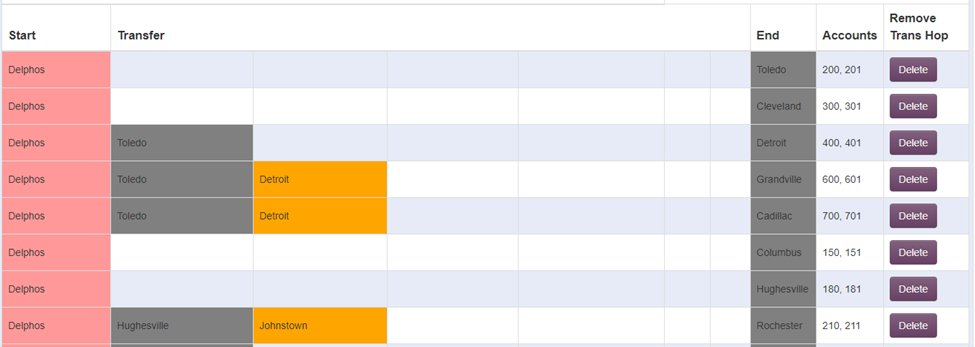 Start Transfer End Accounts Remove Trans Hop
Delphos Toledo 200, 201 Delete
Delphos Cleveland 300, 301 Delete
Delphos Toledo Detroit 400, 401 Delete
Delphos Toledo Detroit Grandville 600, 601 Delete
Delphos Toledo Detroit Cadillac 700, 701 Delete
Delphos Columbus 150, 151 Delete
Delphos Hughesville 180, 181 Delete
Delphos Hughesville Johnstown Rochester 210, 211 Delete